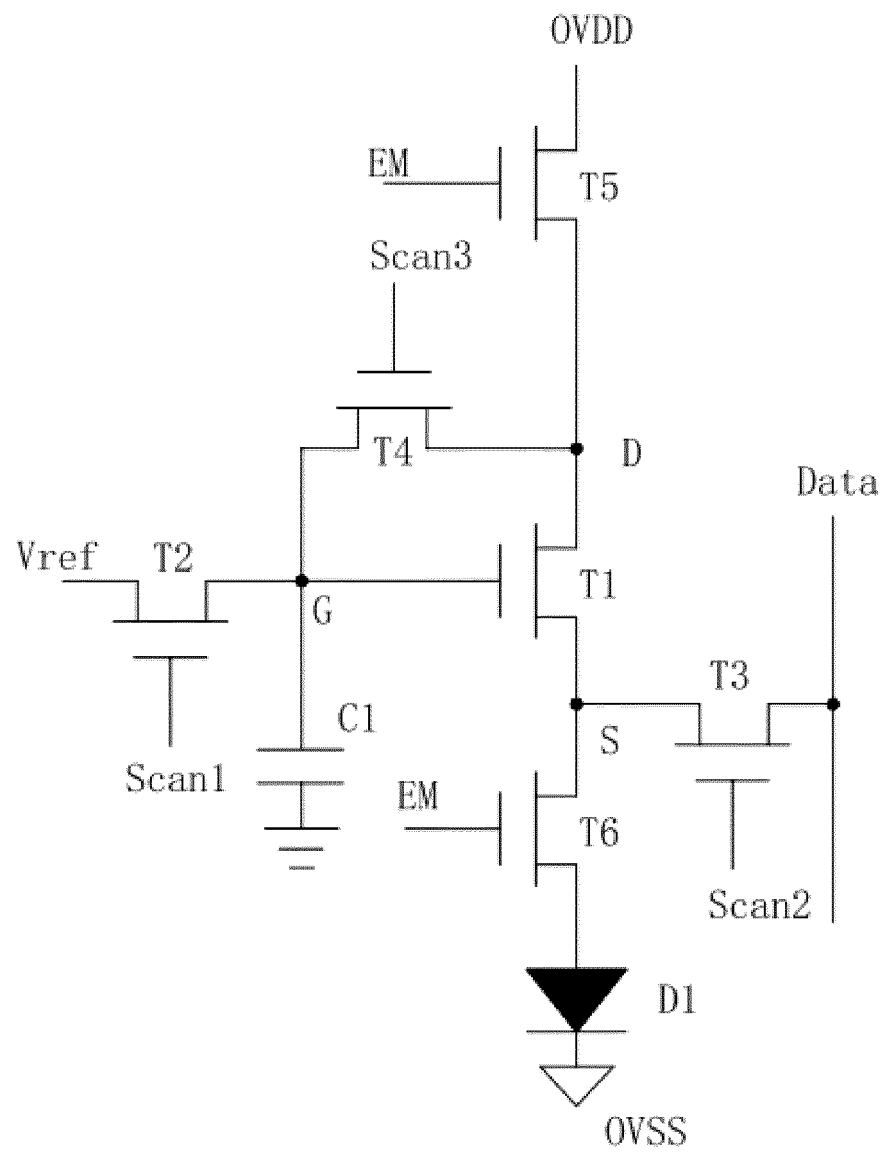 OVDD
EM
T5
Scan3
T4
D
Data
Vref
T2
T1
G
T3
C1
S
Scan1
EM
T6
Scan2
D1
OVSS